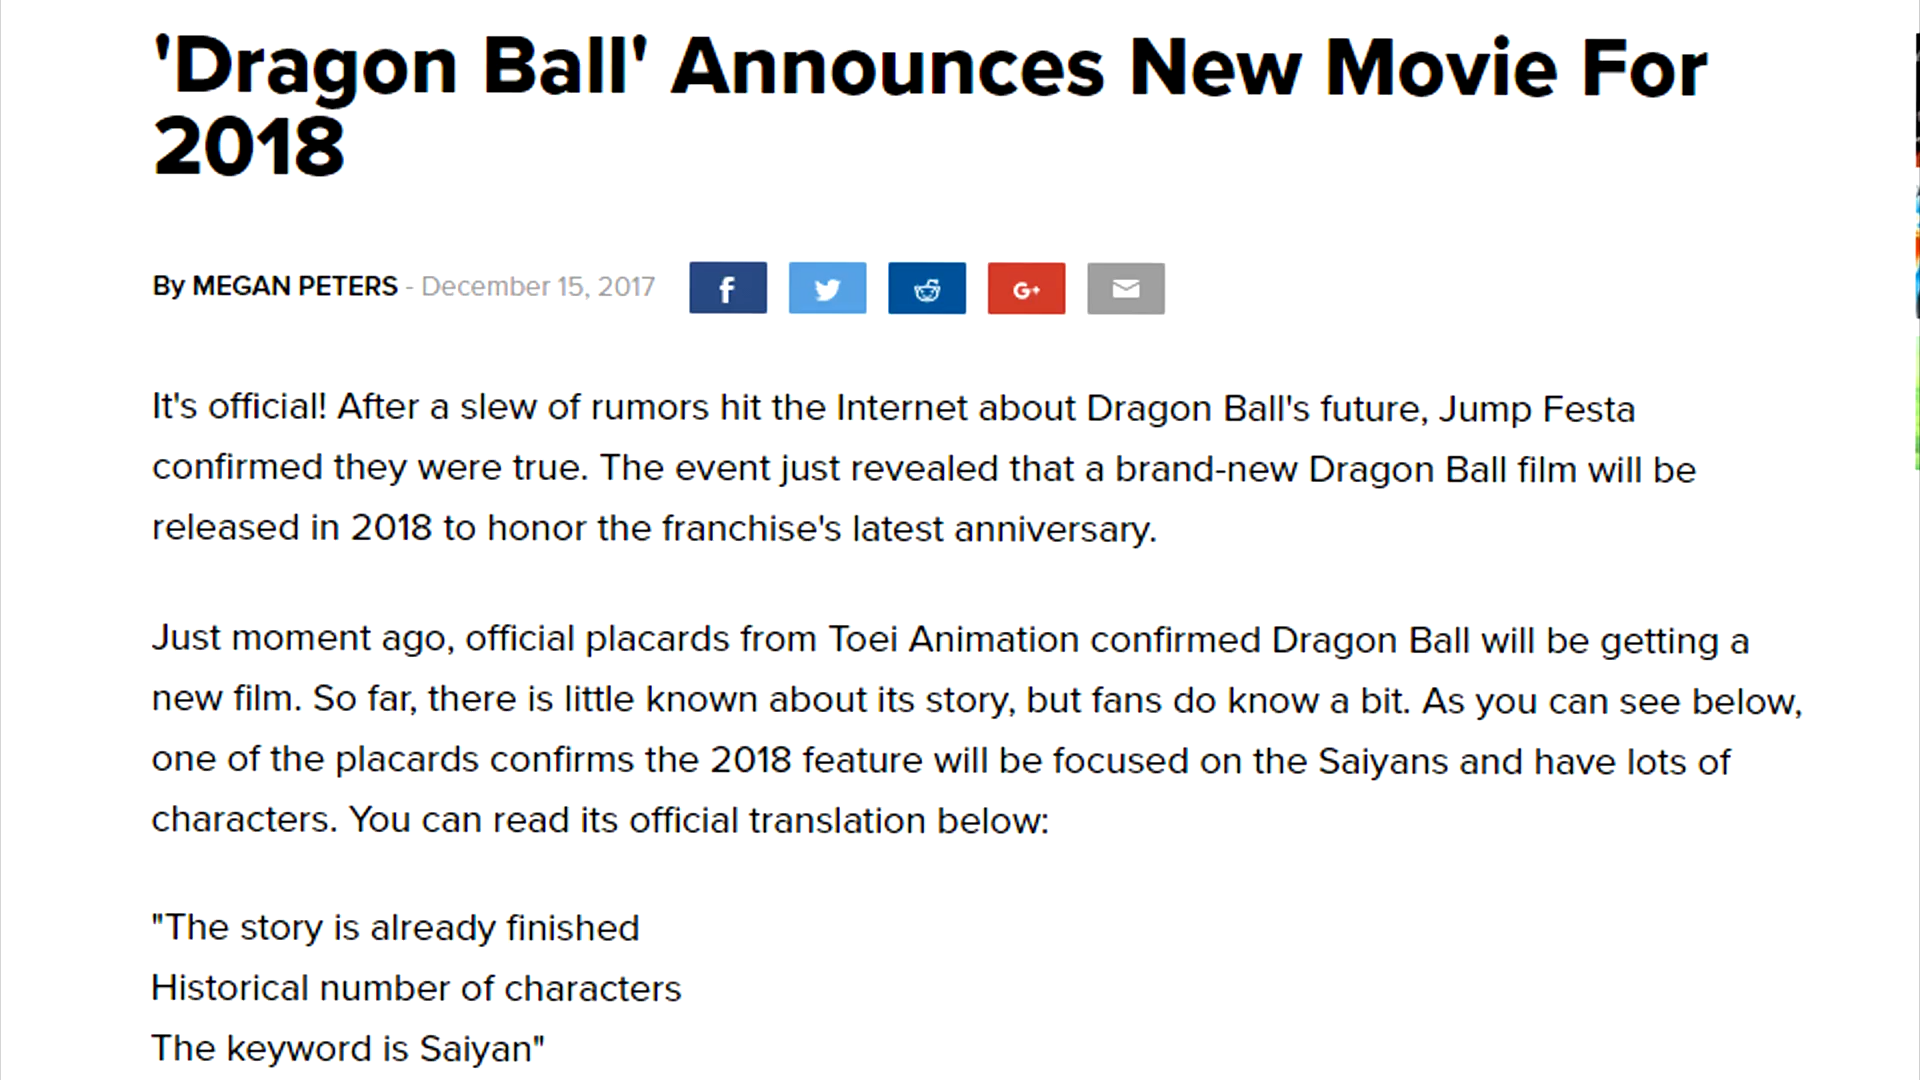 'Dragon Ball' Announces New Movie For
2018
By MEGAN PETERS - December 15, 2017
f
G+
It's official! After a slew of rumors hit the Internet about Dragon Ball's future, Jump Festa
confirmed they were true. The event just revealed that a brand-new Dragon Ball film will be
released in 2018 to honor the franchise's latest anniversary.
Just moment ago, official placards from Toei Animation confirmed Dragon Ball will be getting a
new film. So far, there is little known about its story, but fans do know a bit. As you can see below,
one of the placards confirms the 2018 feature will be focused on the Saiyans and have lots of
characters. You can read its official translation below:
"The story is already finished
Historical number of characters
The keyword is Saiyan"